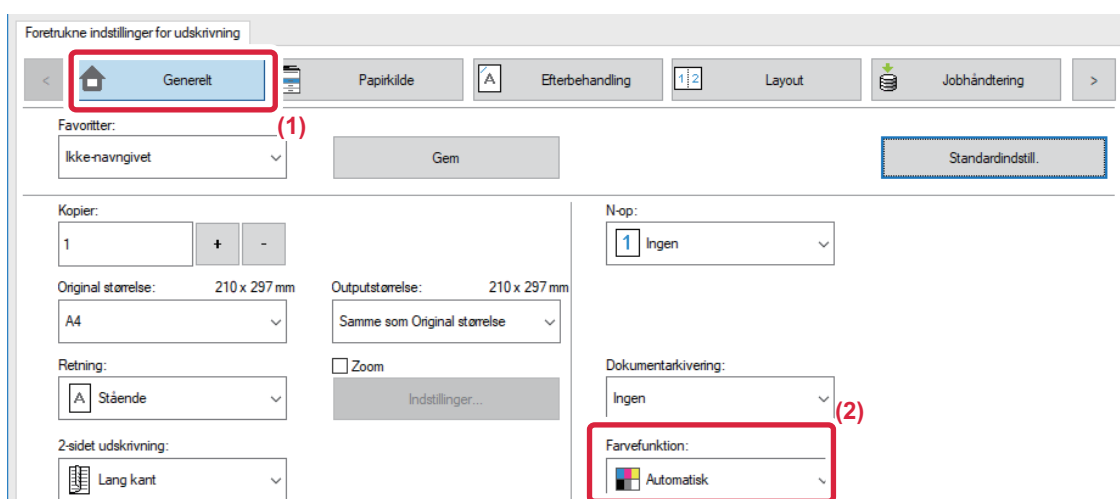 Foretrukne indstillinger for udskrivning
< Generelt Papirkilde A Efterbehandling 1 2 Layout Jobhåndtering >
(1)
Favoritter:
Ikke-navngivet Gem Standardindstill.
Kopier: N-op:
1 + - 1 Ingen
Original størrelse: 210 x 297 mm Outputstørrelse: 210 x 297 mm
A4 Samme som Original størrelse
Retning: Zoom Dokumentarkivering:
A Stående Indstillinger... Ingen
(2)
2-sidet udskrivning: Farvefunktion:
Lang kant Automatisk